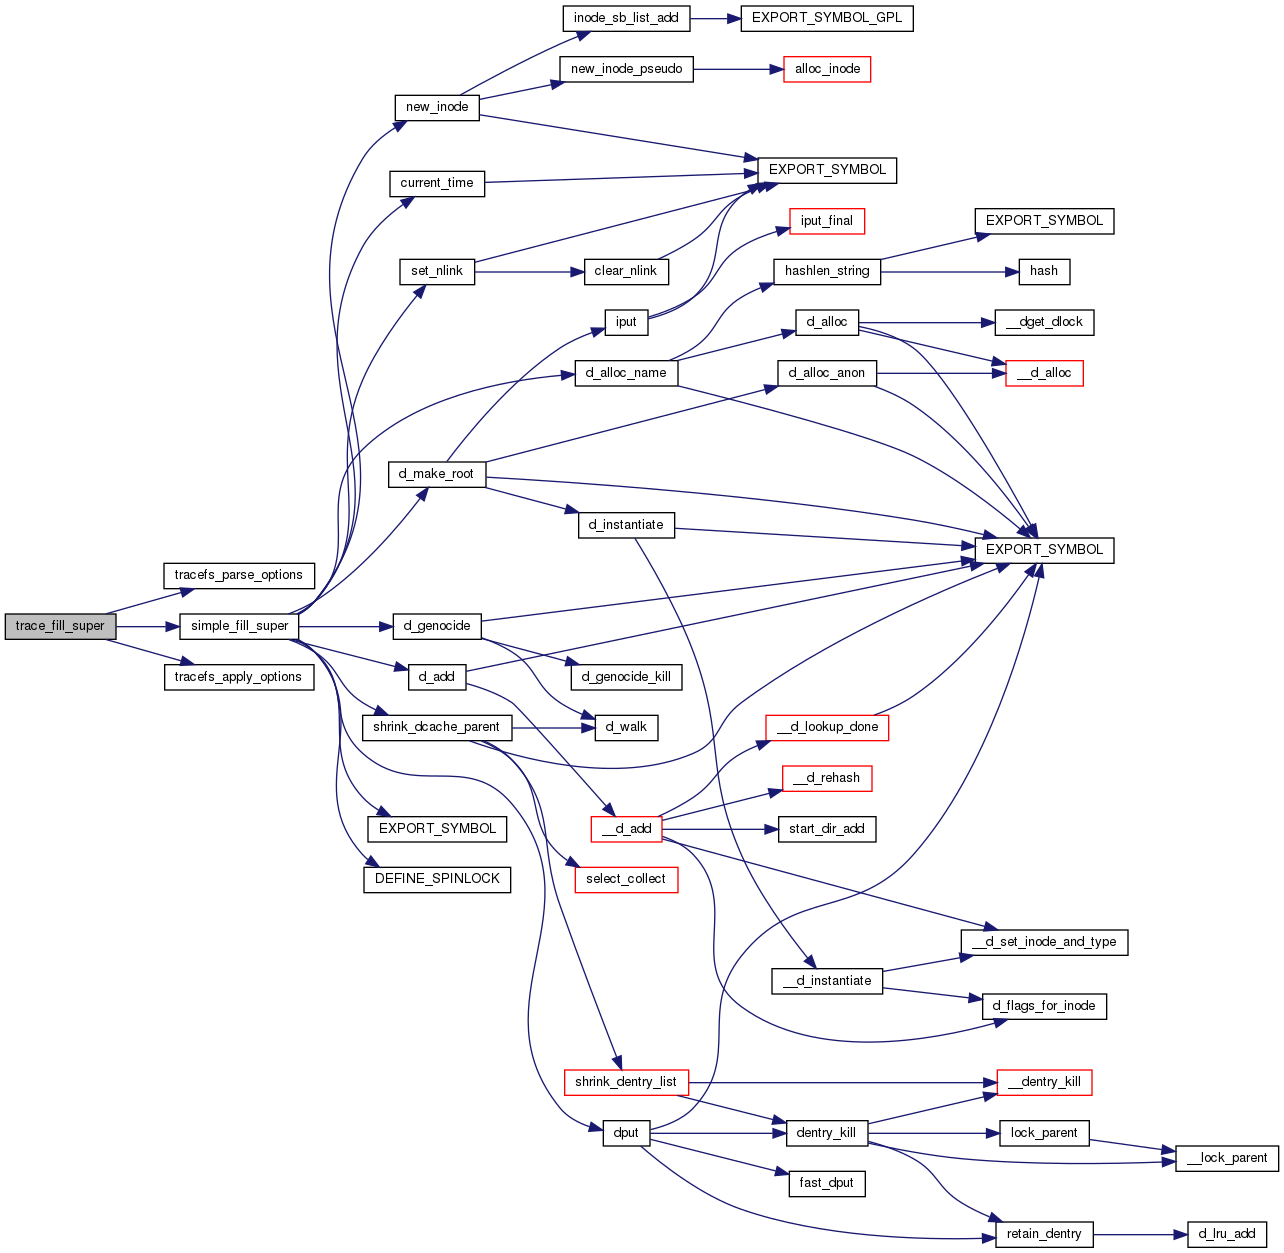 inode_sb_list_add
EXPORT_SYMBOL_GPL
new_inode_pseudo
alloc_inode
new_inode
EXPORT_SYMBOL
current_time
iput_final
EXPORT_SYMBOL
set_nlink
clear_nlink
hashlen_string
hash
iput
d_alloc
__dget_dlock
d_alloc_name
d_alloc_anon
__d_alloc
d_make_root
d_instantiate
EXPORT_SYMBOL
tracefs_parse_options
trace_fill_super
simple_fill_super
d_genocide
tracefs_apply_options
d_add
d_genocide_kill
shrink_dcache_parent
d_walk
__d_lookup_done
__d_rehash
EXPORT_SYMBOL
__d_add
start_dir_add
DEFINE_SPINLOCK
select_collect
__d_set_inode_and_type
__d_instantiate
d_flags_for_inode
shrink_dentry_list
__dentry_kill
dput
dentry_kill
lock_parent
__lock_parent
fast_dput
retain_dentry
d_lru_add